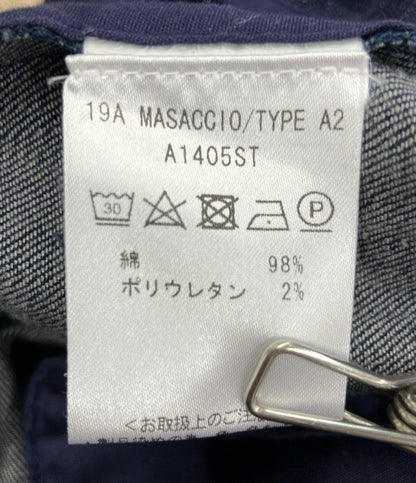 19A MASACCIO/TYPE A2
A1405ST
30 P
綿 98%
ポリウレタン 2%
<お取扱上のご注